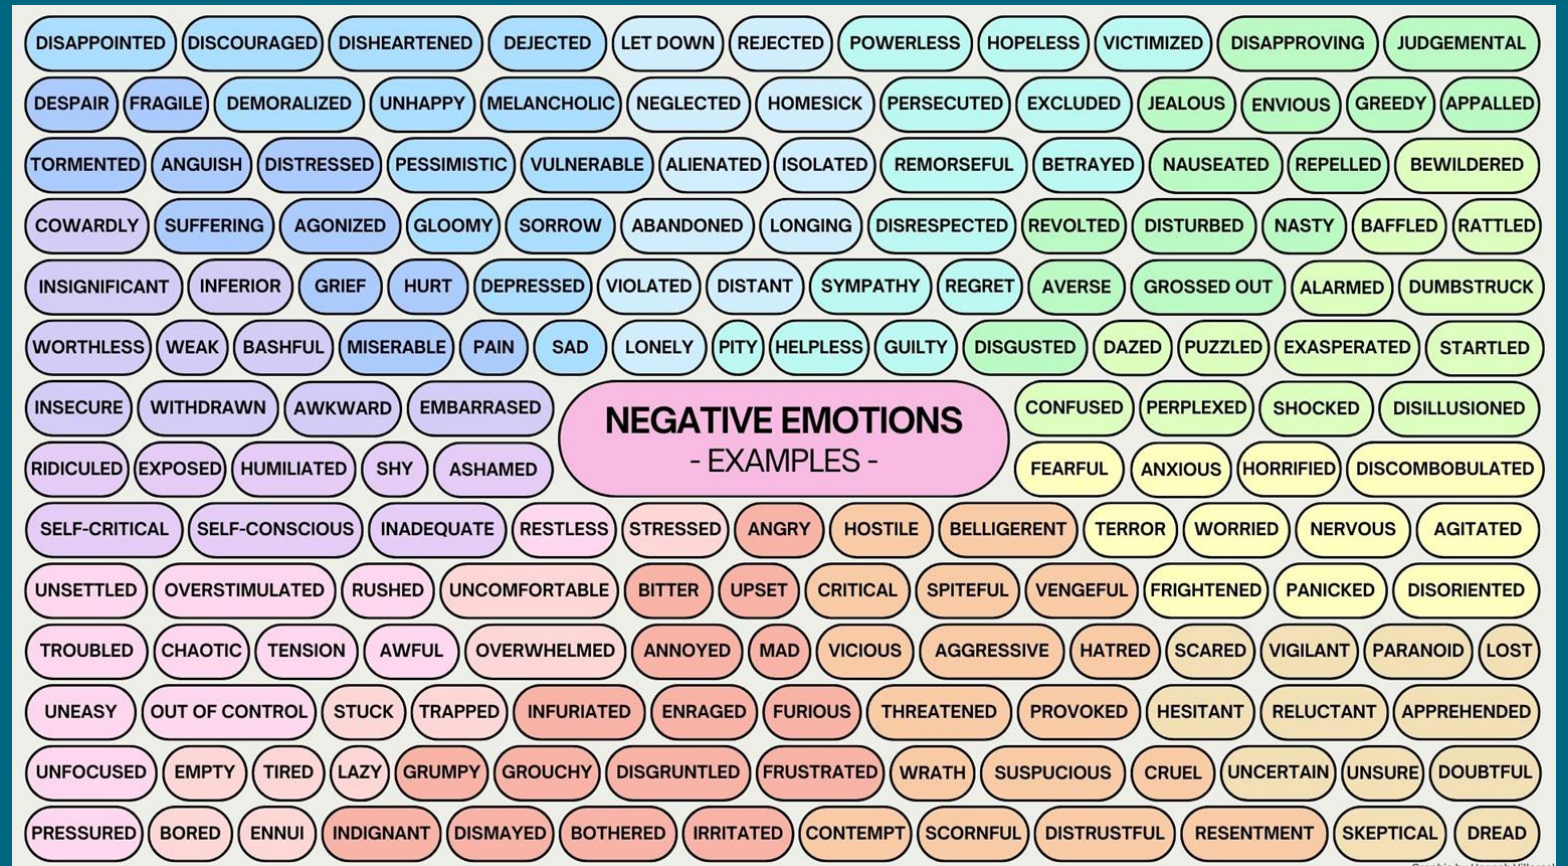 DISAPPOINTED DISCOURAGED DISHEARTENED DEJECTED LET DOWN REJECTED POWERLESS HOPELESS VICTIMIZED DISAPPROVING JUDGEMENTAL
DESPAIR FRAGILE DEMORALIZED UNHAPPY MELANCHOLIC NEGLECTED HOMESICK PERSECUTED EXCLUDED JEALOUS ENVIOUS GREEDY APPALLED
TORMENTED ANGUISH DISTRESSED PESSIMISTIC VULNERABLE ALIENATED ISOLATED REMORSEFUL BETRAYED NAUSEATED REPELLED BEWILDERED
COWARDLY SUFFERING AGONIZED GLOOMY SORROW ABANDONED LONGING DISRESPECTED REVOLTED DISTURBED NASTY BAFFLED RATTLED
INSIGNIFICANT INFERIOR GRIEF HURT DEPRESSED VIOLATED DISTANT SYMPATHY REGRET AVERSE GROSSED OUT ALARMED DUMBSTRUCK
WORTHLESS WEAK BASHFUL MISERABLE PAIN SAD LONELY PITY HELPLESS GUILTY DISGUSTED DAZED PUZZLED EXASPERATED STARTLED
INSECURE WITHDRAWN AWKWARD EMBARRASED CONFUSED PERPLEXED SHOCKED DISILLUSIONED
NEGATIVE EMOTIONS
- EXAMPLES -
RIDICULED EXPOSED HUMILIATED SHY ASHAMED FEARFUL ANXIOUS HORRIFIED DISCOMBOBULATED
SELF-CRITICAL SELF-CONSCIOUS INADEQUATE RESTLESS STRESSED ANGRY HOSTILE BELLIGERENT TERROR WORRIED NERVOUS AGITATED
UNSETTLED OVERSTIMULATED RUSHED UNCOMFORTABLE BITTER UPSET CRITICAL SPITEFUL VENGEFUL FRIGHTENED PANICKED DISORIENTED
TROUBLED CHAOTIC TENSION AWFUL OVERWHELMED ANNOYED MAD VICIOUS AGGRESSIVE HATRED SCARED VIGILANT PARANOID LOST
UNEASY OUT OF CONTROL STUCK TRAPPED INFURIATED ENRAGED FURIOUS THREATENED PROVOKED HESITANT RELUCTANT APPREHENDED
UNFOCUSED EMPTY TIRED LAZY GRUMPY GROUCHY DISGRUNTLED FRUSTRATED WRATH SUSPUCIOUS CRUEL UNCERTAIN UNSURE DOUBTFUL
PRESSURED BORED ENNUI INDIGNANT DISMAYED BOTHERED IRRITATED CONTEMPT SCORNFUL DISTRUSTFUL RESENTMENT SKEPTICAL DREAD